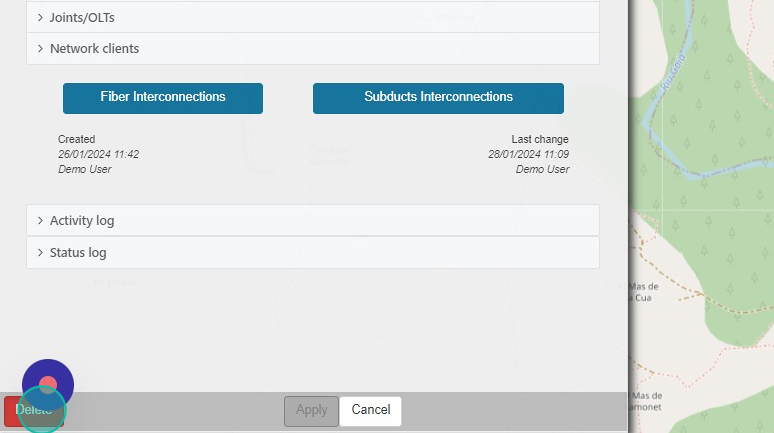 Joints/OLTs
Network clients
Fiber Interconnections
Subducts Interconnections
Created
26/01/2024 11:42
Demo User
Last change
28/01/2024 11:09
Demo User
Activity log
Status log
Delete
Apply
Cancel
Riu Gaià
Mas de
a Cua
Mas de
amonet